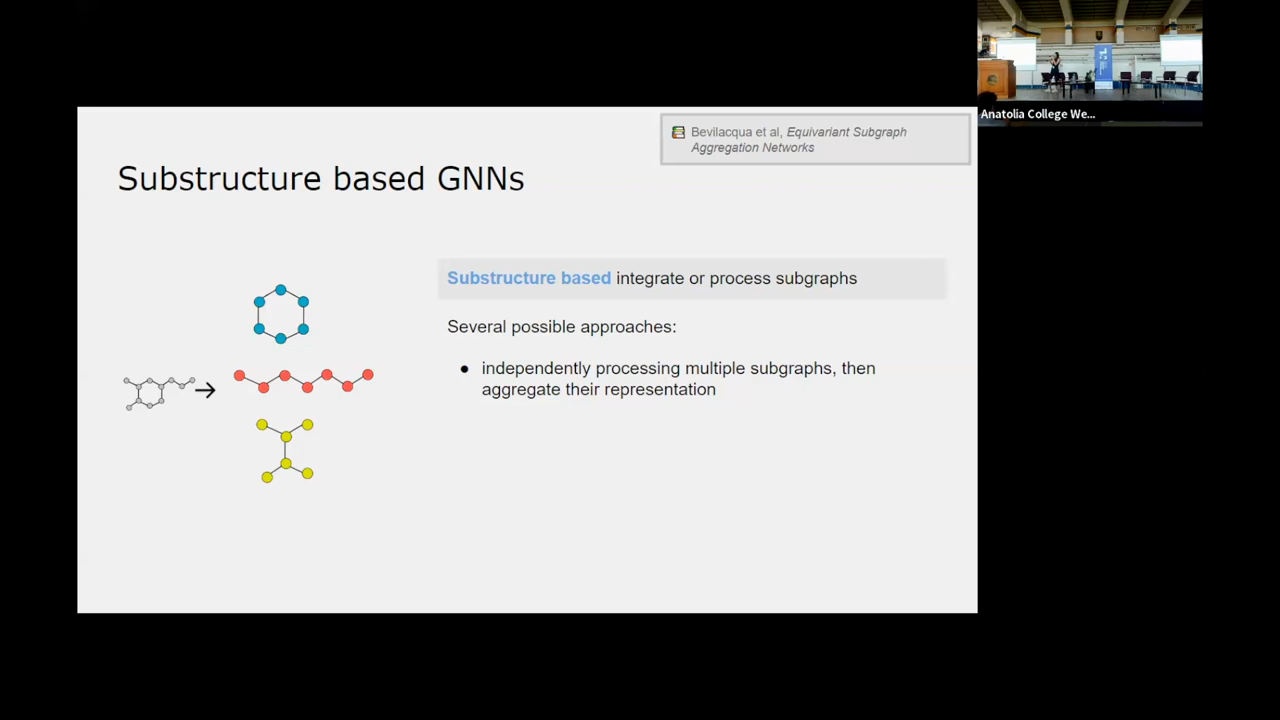 Anatolia College We...
Bevilacqua et al, Equivariant Subgraph
Aggregation Networks
Substructure based GNNs
Substructure based integrate or process subgraphs
Several possible approaches:
● independently processing multiple subgraphs, then
aggregate their representation